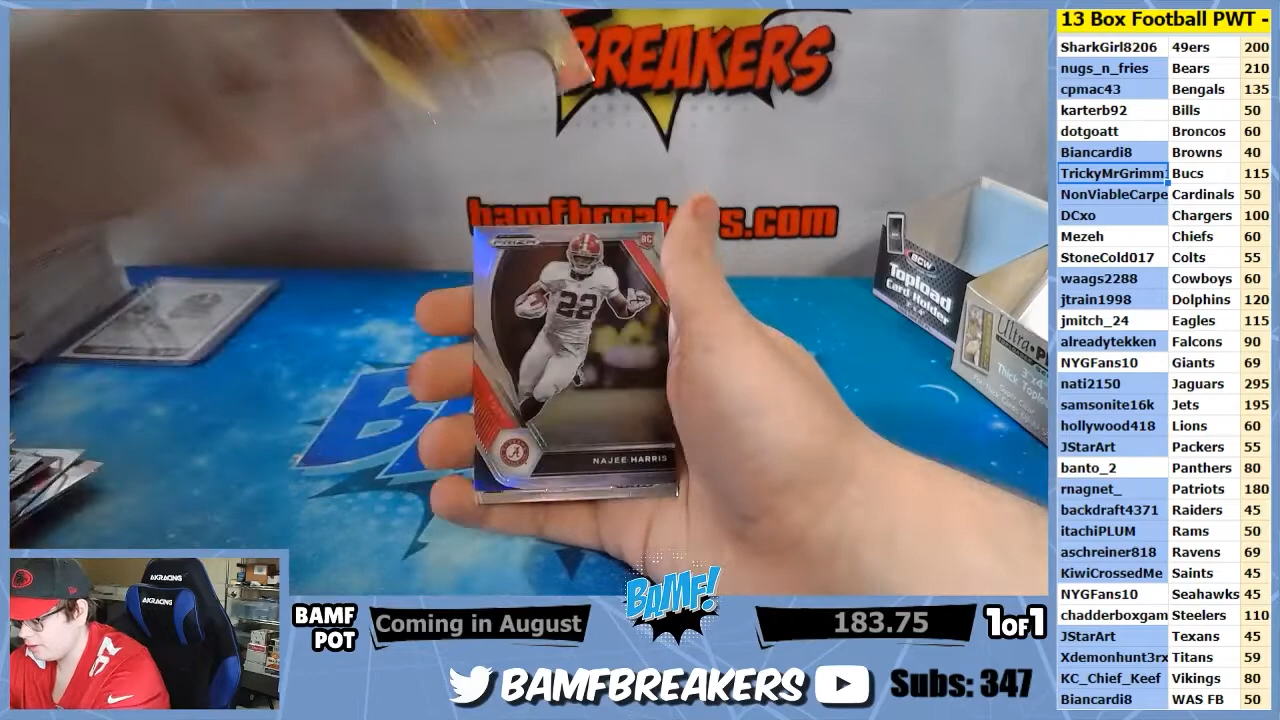 BREAKERS
bamfbreakers.com
PRIZM
RC
22
NAJEE HARRIS
BCW
Topload
Card Holder
Ultra
Thick Toploader
AKRACING
AKRACING
BAMF
POT
Coming in August
BAMF!
183.75
1OF1
BAMFBREAKERS
Subs: 347
13 Box Football PWT -
SharkGirl8206 49ers 200
nugs_n_fries Bears 210
cpmac43 Bengals 135
karterb92 Bills 50
dotgoatt Broncos 60
Biancardi8 Browns 40
TrickyMrGrimm Bucs 115
NonViableCarpe Cardinals 50
DCxo Chargers 100
Mezeh Chiefs 60
StoneCold017 Colts 55
waags2288 Cowboys 60
jtrain1998 Dolphins 120
jmitch_24 Eagles 115
alreadytekken Falcons 90
NYGFans10 Giants 69
nati2150 Jaguars 295
samsonite16k Jets 195
hollywood418 Lions 60
JStarArt Packers 55
banto_2 Panthers 80
rnagnet_ Patriots 180
backdraft4371 Raiders 45
itachiPLUM Rams 50
aschreiner818 Ravens 69
KiwiCrossedMe Saints 45
NYGFans10 Seahawks 45
chadderboxgam Steelers 110
JStarArt Texans 45
Xdemonhunt3rx Titans 59
KC_Chief_Keef Vikings 80
Biancardi8 WAS FB 50